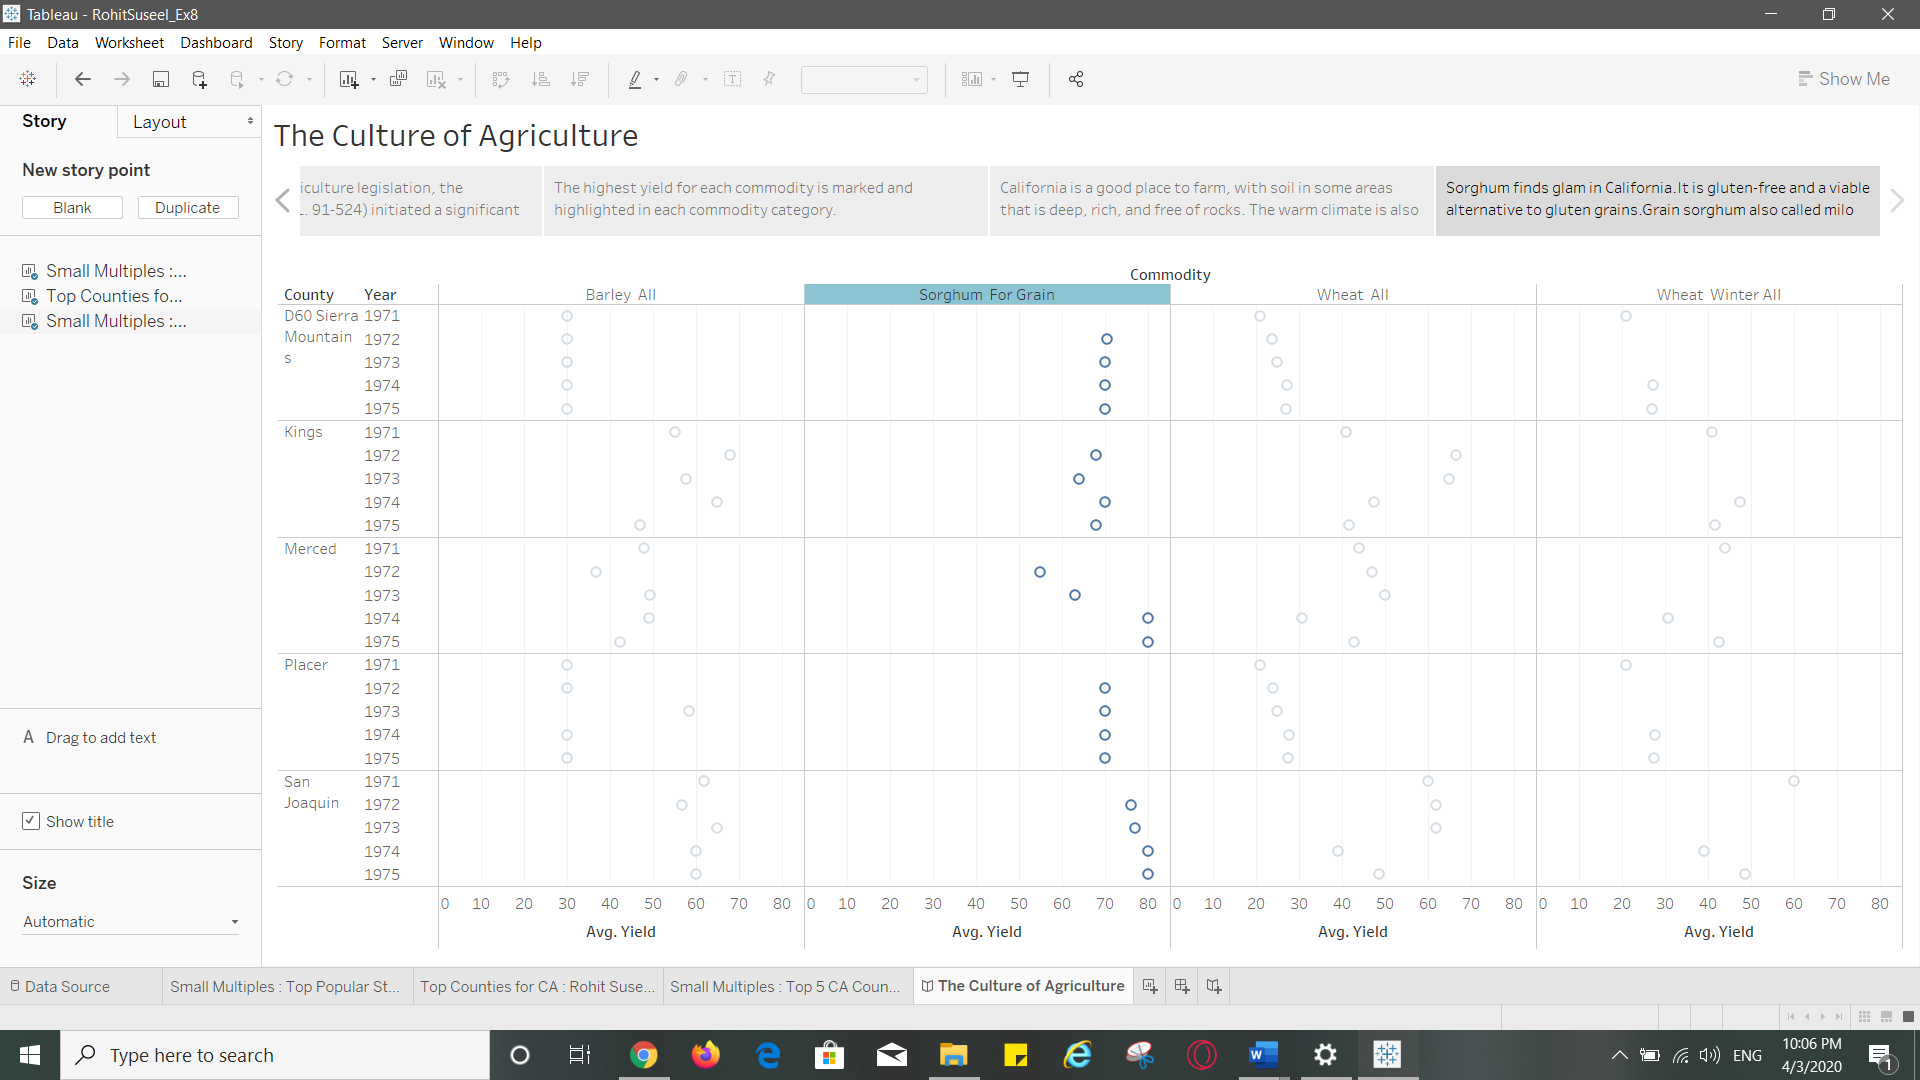 Tableau - RohitSuseel_Ex8
File Data Worksheet Dashboard Story Format Server Window Help
Show Me
Story Layout
New story point
Blank Duplicate
Small Multiples :...
Top Counties fo...
Small Multiples :...
A Drag to add text
Show title
Size
Automatic
The Culture of Agriculture
iculture legislation, the
. 91-524) initiated a significant
The highest yield for each commodity is marked and
highlighted in each commodity category.
California is a good place to farm, with soil in some areas
that is deep, rich, and free of rocks. The warm climate is also
Sorghum finds glam in California.It is gluten-free and a viable
alternative to gluten grains.Grain sorghum also called milo
Commodity
County Year Barley All Sorghum For Grain Wheat All Wheat Winter All
D60 Sierra 1971
Mountain 1972
s 1973
1974
1975
Kings 1971
1972
1973
1974
1975
Merced 1971
1972
1973
1974
1975
Placer 1971
1972
1973
1974
1975
San 1971
Joaquin 1972
1973
1974
1975
0 10 20 30 40 50 60 70 80 0 10 20 30 40 50 60 70 80 0 10 20 30 40 50 60 70 80 0 10 20 30 40 50 60 70 80
Avg. Yield Avg. Yield Avg. Yield Avg. Yield
Data Source Small Multiples : Top Popular St... Top Counties for CA : Rohit Suse... Small Multiples : Top 5 CA Coun... The Culture of Agriculture
Type here to search
ENG
10:06 PM
4/3/2020
1